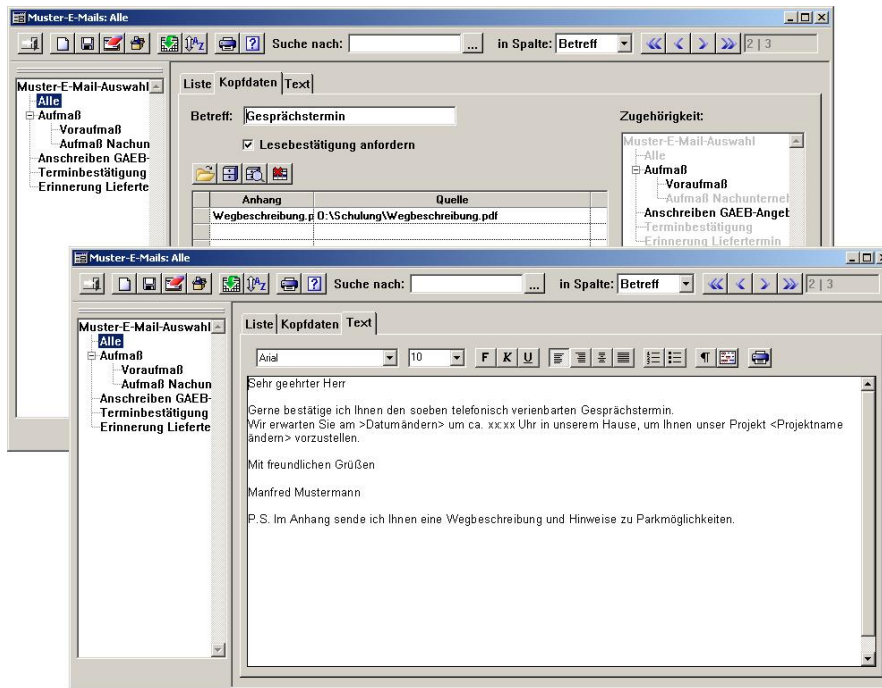 Muster-E-Mails: Alle
Suche nach: ... in Spalte: Betreff 2 | 3
Muster-E-Mail-Auswahl
Alle
Aufmaß
Voraufmaß
Aufmaß Nachun
Anschreiben GAEB-
Terminbestätigung
Erinnerung Lieferte
Liste Kopfdaten Text
Betreff: Gesprächstermin
Lesebestätigung anfordern
Anhang Quelle
Wegbeschreibung.p O:\Schulung\Wegbeschreibung.pdf
Zugehörigkeit:
Muster-E-Mail-Auswahl
Alle
Aufmaß
Voraufmaß
Aufmaß Nachunternel
Anschreiben GAEB-Angel
Terminbestätigung
Erinnerung Liefertermin
Muster-E-Mails: Alle
Suche nach: ... in Spalte: Betreff 2 | 3
Muster-E-Mail-Auswahl
Alle
Aufmaß
Voraufmaß
Aufmaß Nachun
Anschreiben GAEB-
Terminbestätigung
Erinnerung Lieferte
Liste Kopfdaten Text
Arial 10 F K U
Sehr geehrter Herr
Gerne bestätige ich Ihnen den soeben telefonisch verienbarten Gesprächstermin.
Wir erwarten Sie am >Datumändern> um ca. xx:xx Uhr in unserem Hause, um Ihnen unser Projekt <Projektname
ändern> vorzustellen.
Mit freundlichen Grüßen
Manfred Mustermann
P.S. Im Anhang sende ich Ihnen eine Wegbeschreibung und Hinweise zu Parkmöglichkeiten.